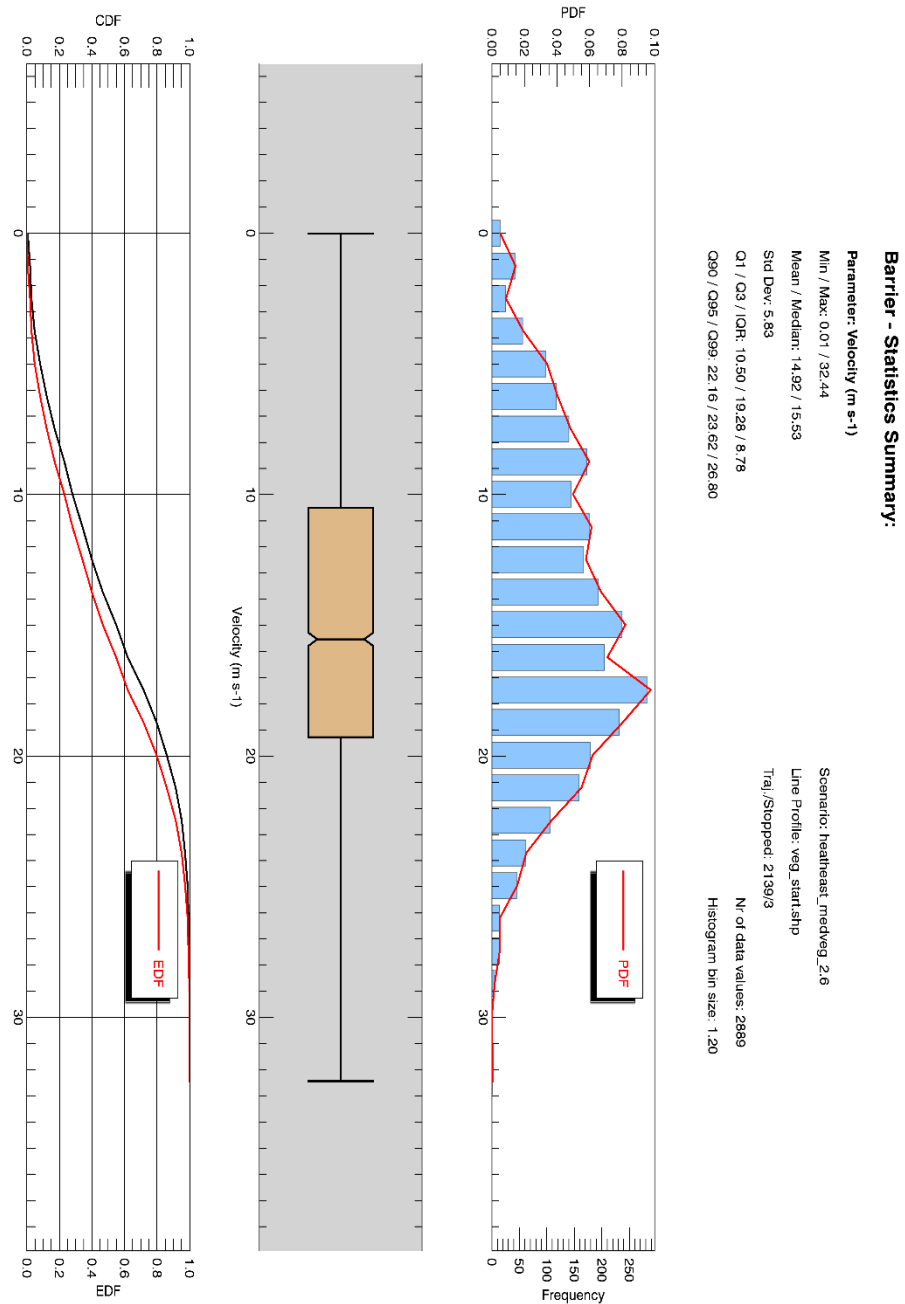 Barrier - Statistics Summary:
Parameter: Velocity (m s-1)
Min / Max: 0.01 / 32.44
Mean / Median: 14.92 / 15.53
Std Dev: 5.83
Q1 / Q3 / IQR: 10.50 / 19.28 / 8.78
Q90 / Q95 / Q99: 22.16 / 23.62 / 26.80
Scenario: heatheast_medveg_2.6
Line Profile: veg_start.shp
Traj./Stopped: 2139/3
Nr of data values: 2889
Histogram bin size: 1.20
PDF
0.10
0.08
0.06
0.04
0.02
0.00
PDF
250
200
150
100
50
0
Frequency
0 10 20 30
0 10 20 30
Velocity (m s-1)
CDF
1.0
0.8
0.6
0.4
0.2
0.0
EDF
1.0
0.8
0.6
0.4
0.2
0.0
EDF
0 10 20 30